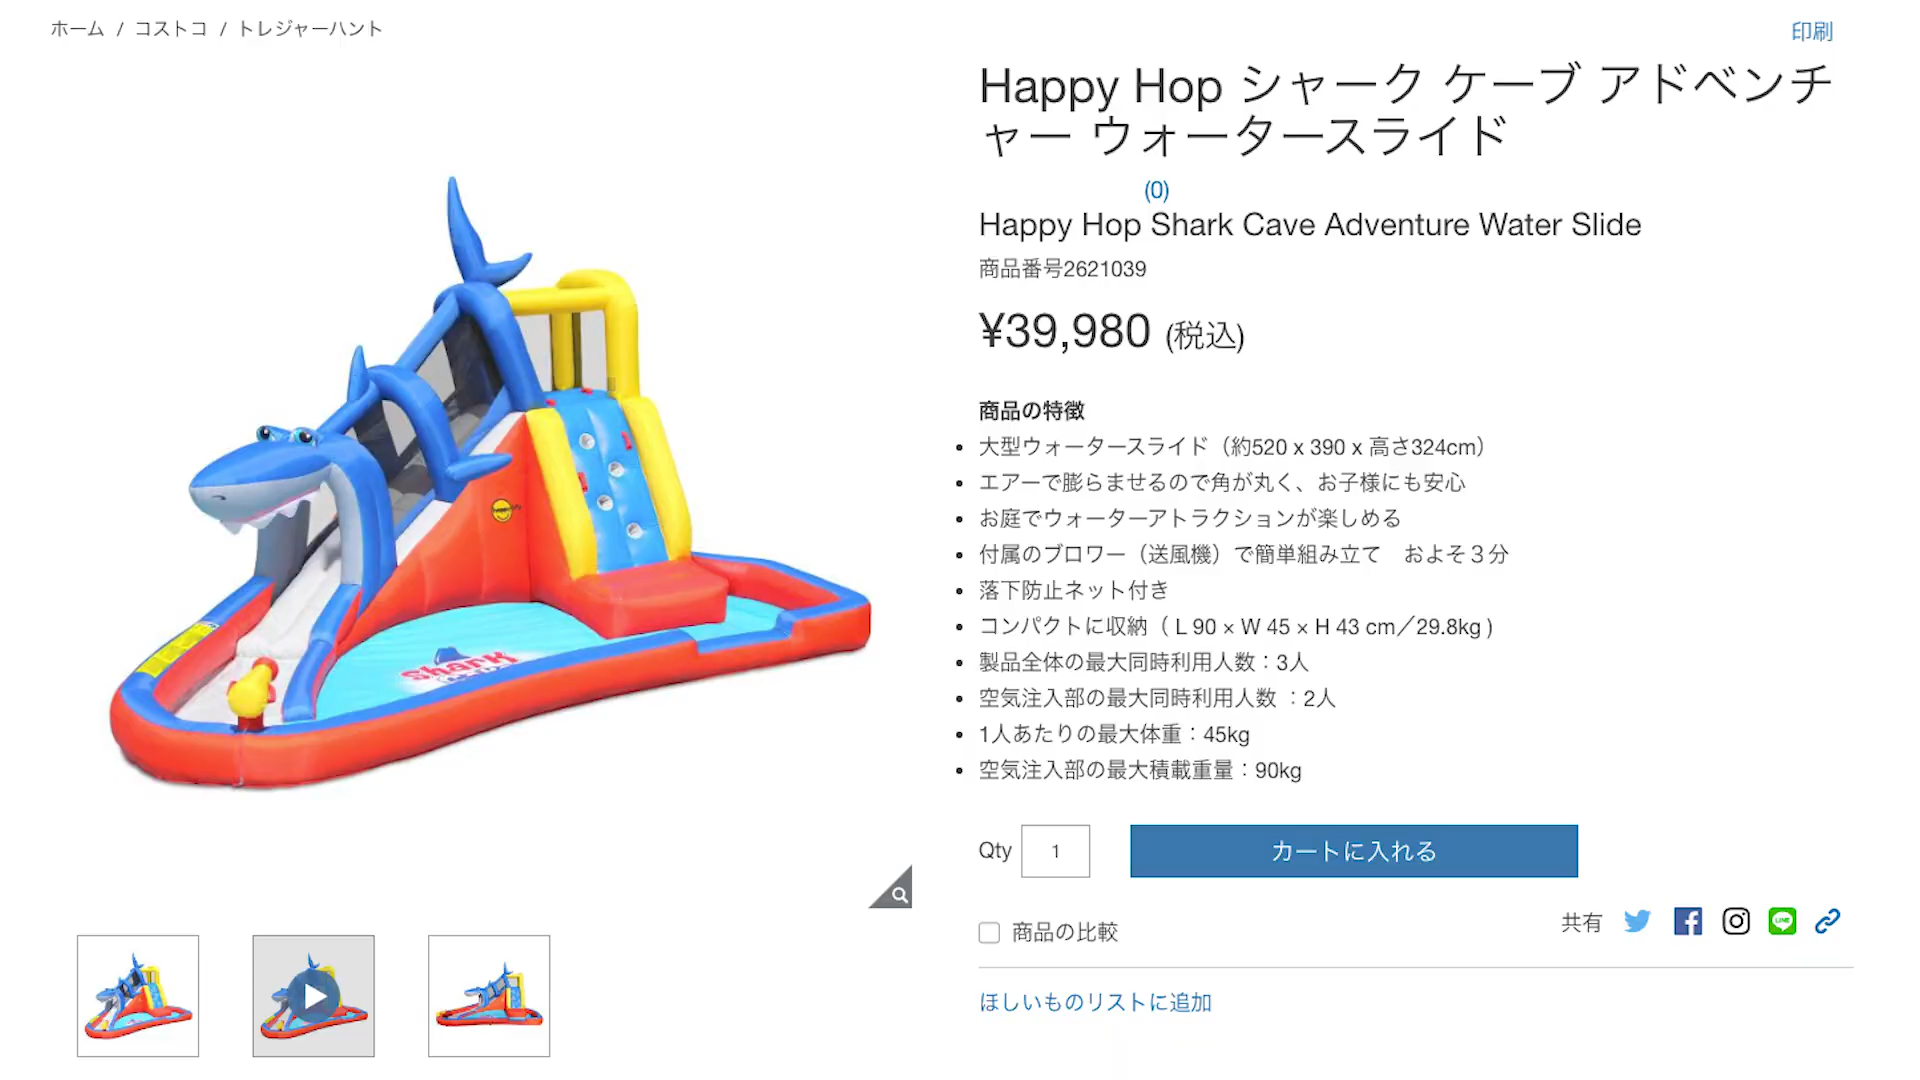 ホーム / コストコ / トレジャーハント
印刷
Happy Hop シャーク ケーブ アドベンチ
ャー ウォータースライド
(0)
Happy Hop Shark Cave Adventure Water Slide
商品番号2621039
¥39,980 (税込)
商品の特徴
• 大型ウォータースライド（約520 x 390 x 高さ324cm）
• エアーで膨らませるので角が丸く、お子様にも安心
• お庭でウォーターアトラクションが楽しめる
• 付属のブロワー（送風機）で簡単組み立て　およそ３分
• 落下防止ネット付き
• コンパクトに収納（ L 90 × W 45 × H 43 cm／29.8kg )
• 製品全体の最大同時利用人数：3人
• 空気注入部の最大同時利用人数 ：2人
• 1人あたりの最大体重：45kg
• 空気注入部の最大積載重量：90kg
Shark
Qty 1 カートに入れる
商品の比較
共有
LINE
ほしいものリストに追加